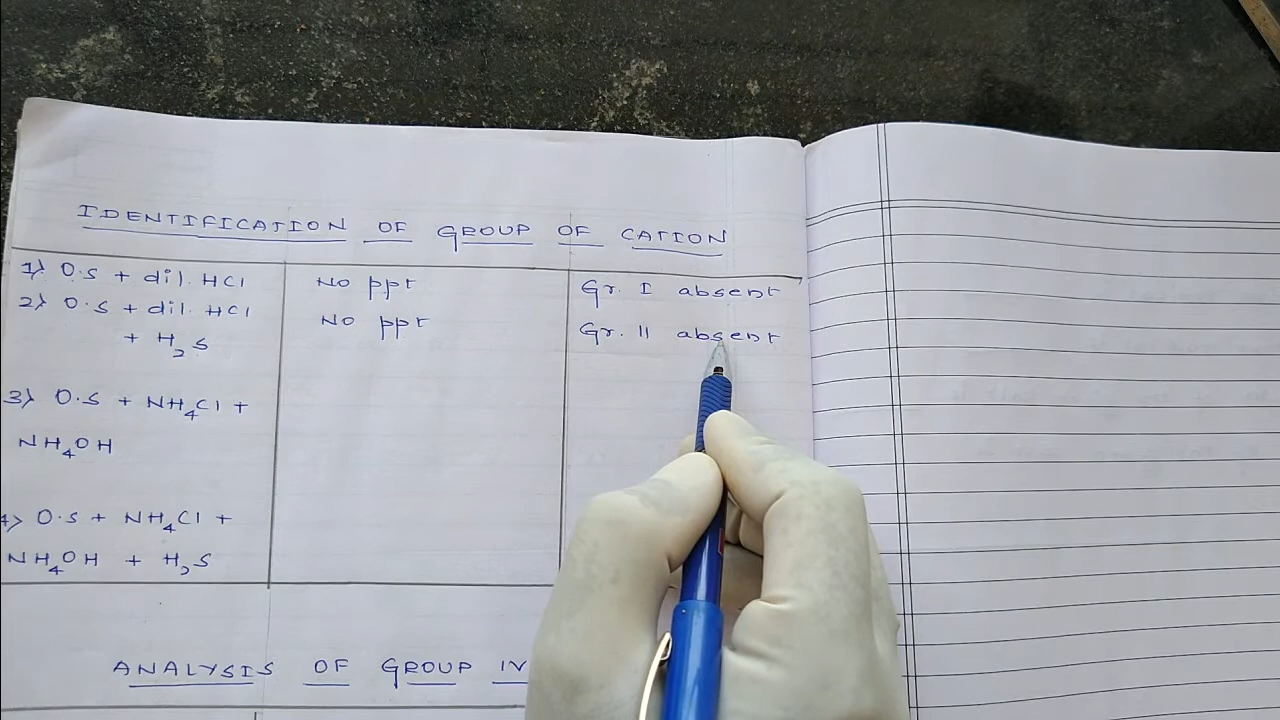 IDENTIFICATION OF GROUP OF CATION
1) O.S + dil. HCl No ppt Gr. I absent
2) O.S + dil. HCl No ppt Gr. II absent
+ H₂S
3) O.S + NH₄Cl +
NH₄OH
4) O.S + NH₄Cl +
NH₄OH + H₂S
ANALYSIS OF GROUP IV